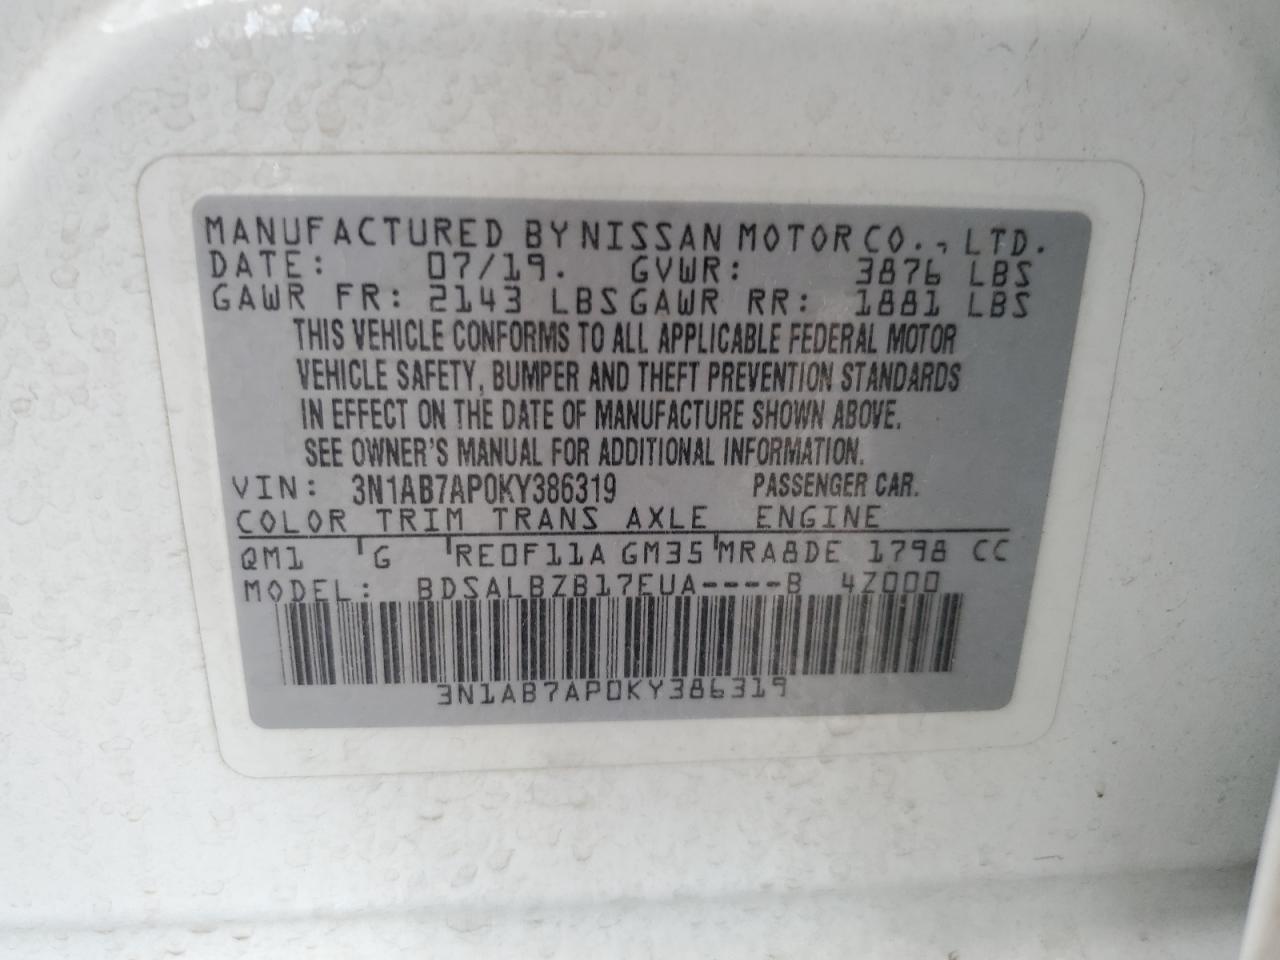 MANUFACTURED BY NISSAN MOTOR CO., LTD.
DATE: 07/19. GVWR: 3876 LBS
GAWR FR: 2143 LBS GAWR RR: 1881 LBS
THIS VEHICLE CONFORMS TO ALL APPLICABLE FEDERAL MOTOR
VEHICLE SAFETY, BUMPER AND THEFT PREVENTION STANDARDS
IN EFFECT ON THE DATE OF MANUFACTURE SHOWN ABOVE.
SEE OWNER'S MANUAL FOR ADDITIONAL INFORMATION.
VIN: 3N1AB7AP0KY386319 PASSENGER CAR.
COLOR TRIM TRANS AXLE ENGINE
QM1 G RE0F11A GM35 MRA8DE 1798 CC
MODEL: BDSALBZB17EUA----B 4Z000
3N1AB7AP0KY386319